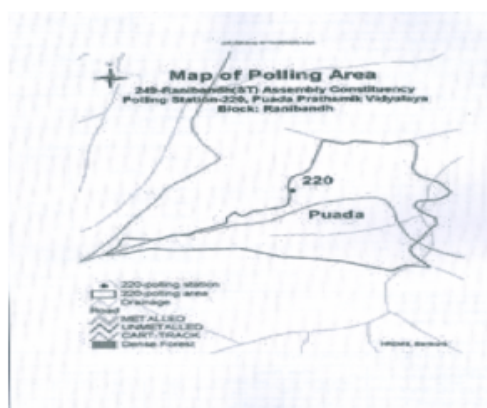 Map of Polling Area
249-Ranibandh(ST) Assembly Constituency
Polling Station-220, Puada Prathamik Vidyalaya
Block: Ranibandh
220
Puada
220-polling station
220-polling area
Drainage
Road
METALLED
UNMETALLED
CART-TRACK
Dense Forest